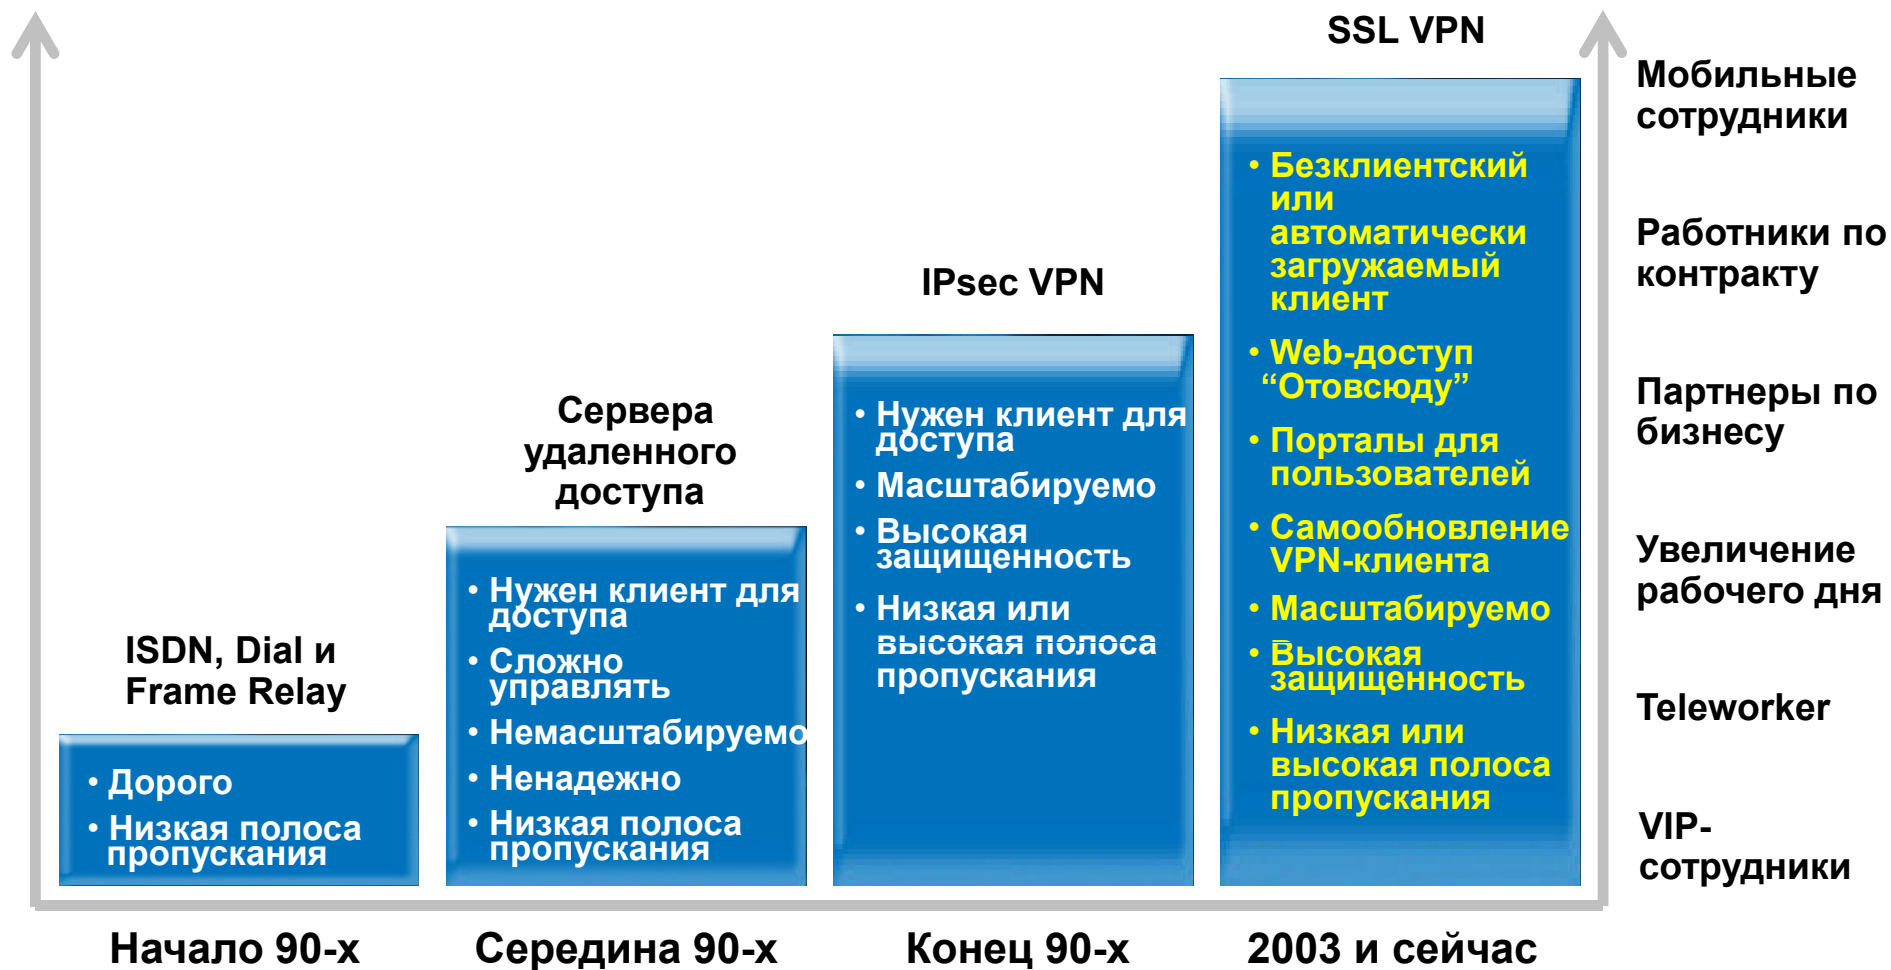 SSL VPN
• Безклиентский
или
автоматически
загружаемый
клиент
• Web-доступ
“Отовсюду”
• Порталы для
пользователей
• Самообновление
VPN-клиента
• Масштабируемо
• Высокая
защищенность
• Низкая или
высокая полоса
пропускания
IPsec VPN
• Нужен клиент для
доступа
• Масштабируемо
• Высокая
защищенность
• Низкая или
высокая полоса
пропускания
Сервера
удаленного
доступа
• Нужен клиент для
доступа
• Сложно
управлять
• Немасштабируемо
• Ненадежно
• Низкая полоса
пропускания
ISDN, Dial и
Frame Relay
• Дорого
• Низкая полоса
пропускания
Мобильные
сотрудники
Работники по
контракту
Партнеры по
бизнесу
Увеличение
рабочего дня
Teleworker
VIP-
сотрудники
Начало 90-х
Середина 90-х
Конец 90-х
2003 и сейчас